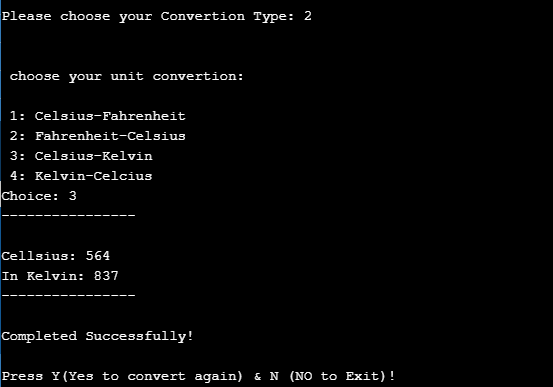 Please choose your Convertion Type: 2
choose your unit convertion:
1: Celsius-Fahrenheit
2: Fahrenheit-Celsius
3: Celsius-Kelvin
4: Kelvin-Celcius
Choice: 3
----------------
Cellsius: 564
In Kelvin: 837
----------------
Completed Successfully!
Press Y(Yes to convert again) & N (NO to Exit)!